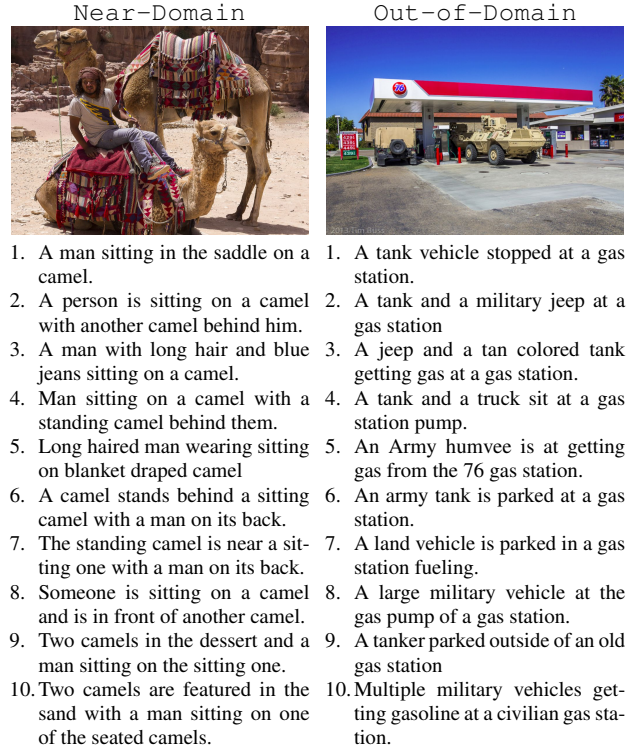 Near-Domain
1. A man sitting in the saddle on a
camel.
2. A person is sitting on a camel
with another camel behind him.
3. A man with long hair and blue
jeans sitting on a camel.
4. Man sitting on a camel with a
standing camel behind them.
5. Long haired man wearing sitting
on blanket draped camel
6. A camel stands behind a sitting
camel with a man on its back.
7. The standing camel is near a sit-
ting one with a man on its back.
8. Someone is sitting on a camel
and is in front of another camel.
9. Two camels in the dessert and a
man sitting on the sitting one.
10. Two camels are featured in the
sand with a man sitting on one
of the seated camels.
Out-of-Domain
76
©2013 Tim Buss
1. A tank vehicle stopped at a gas
station.
2. A tank and a military jeep at a
gas station
3. A jeep and a tan colored tank
getting gas at a gas station.
4. A tank and a truck sit at a gas
station pump.
5. An Army humvee is at getting
gas from the 76 gas station.
6. An army tank is parked at a gas
station.
7. A land vehicle is parked in a gas
station fueling.
8. A large military vehicle at the
gas pump of a gas station.
9. A tanker parked outside of an old
gas station
10. Multiple military vehicles get-
ting gasoline at a civilian gas sta-
tion.